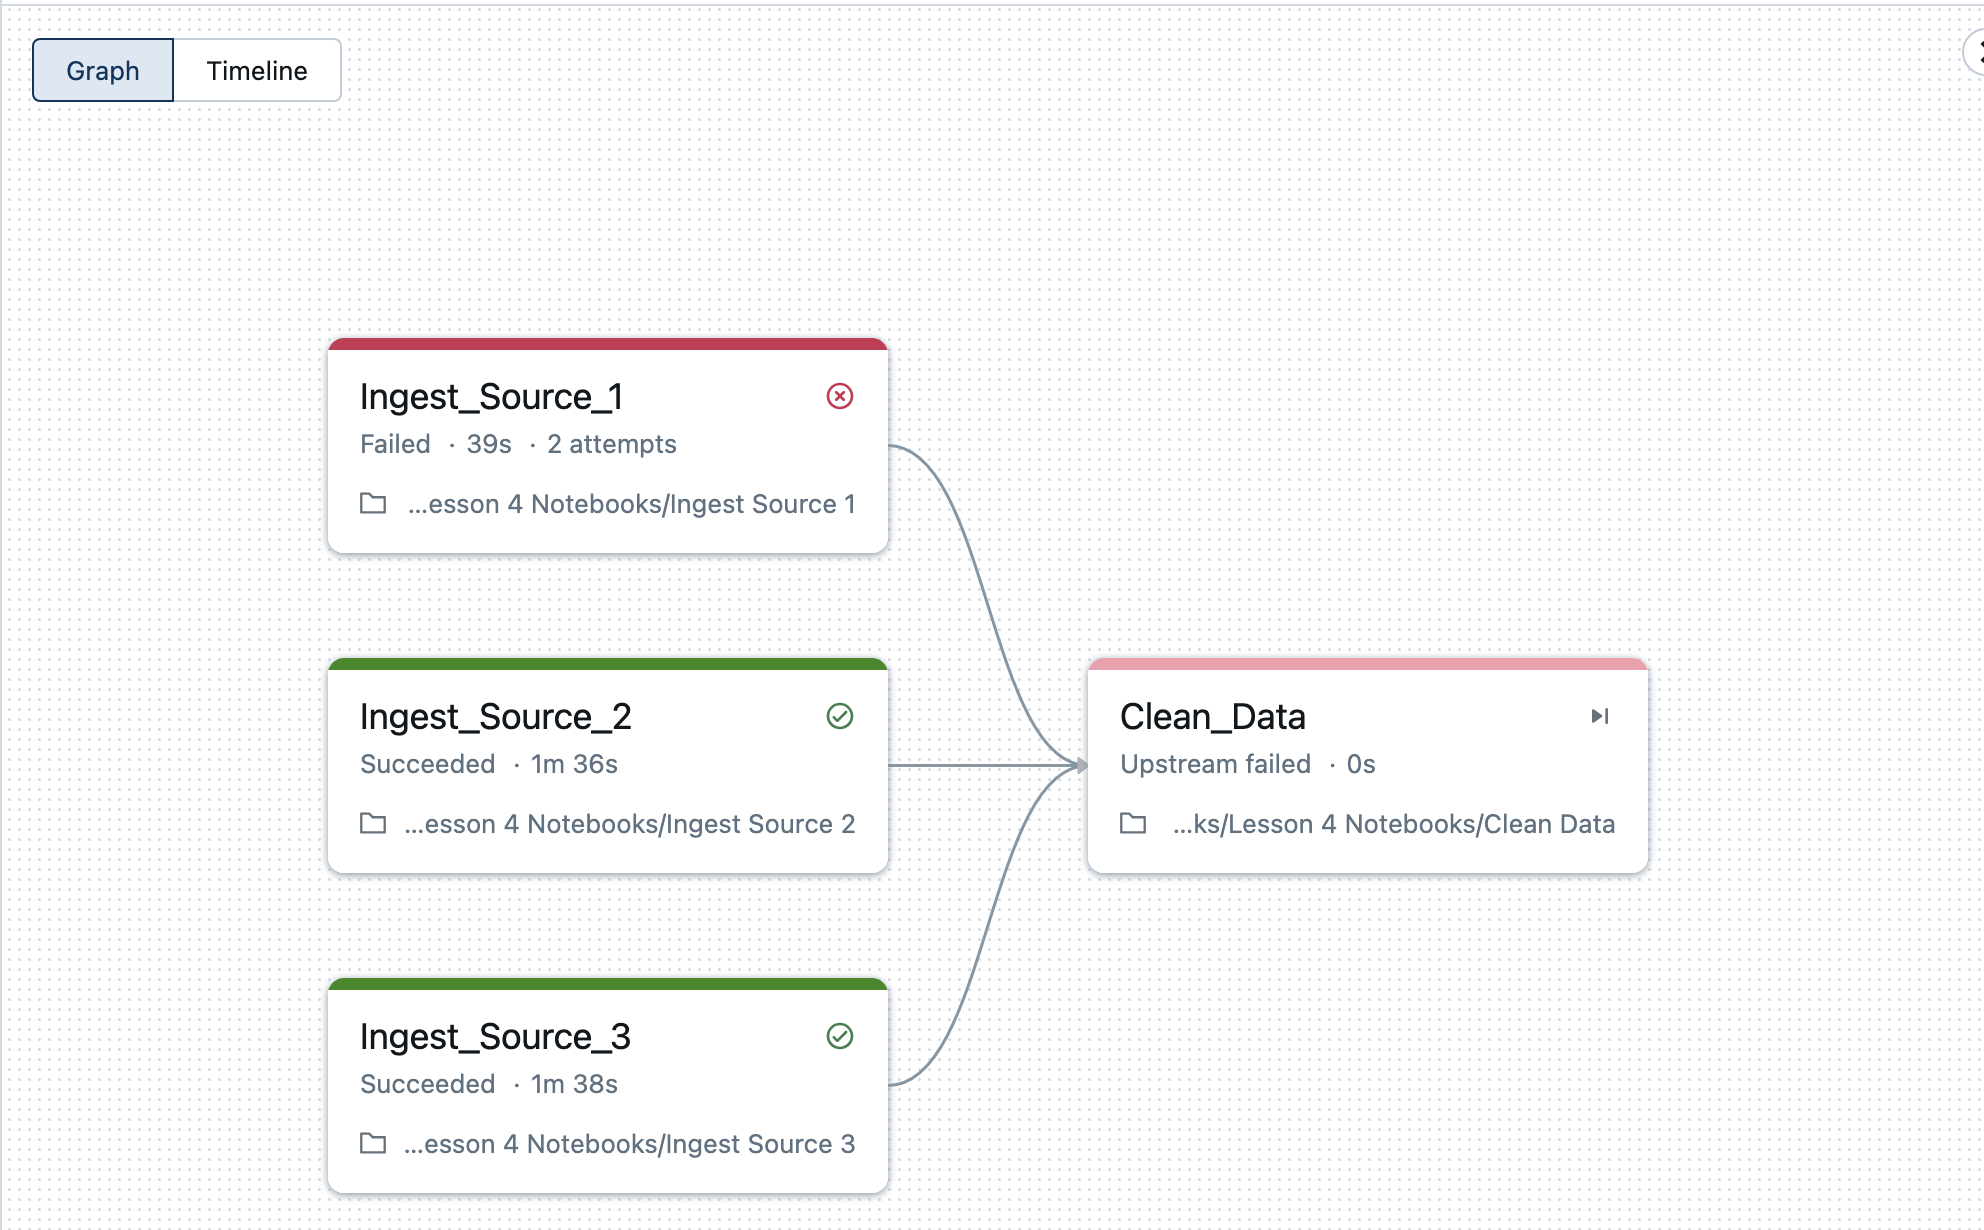 Graph
Timeline
Ingest_Source_1
Failed · 39s · 2 attempts
...esson 4 Notebooks/Ingest Source 1
Ingest_Source_2
Succeeded · 1m 36s
...esson 4 Notebooks/Ingest Source 2
Clean_Data
Upstream failed · 0s
...ks/Lesson 4 Notebooks/Clean Data
Ingest_Source_3
Succeeded · 1m 38s
...esson 4 Notebooks/Ingest Source 3